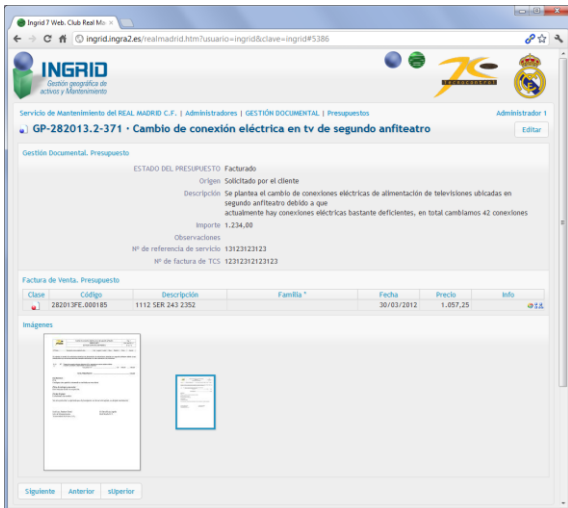 Ingrid 7 Web. Club Real Ma
ingrid.ingra2.es/realmadrid.htm?usuario=ingrid&clave=ingrid#5386
INGRID
Gestión geográfica de
activos y Mantenimiento
Servicio de Mantenimiento del REAL MADRID C.F. | Administradores | GESTIÓN DOCUMENTAL | Presupuestos Administrador 1
GP-282013.2-371 · Cambio de conexión eléctrica en tv de segundo anfiteatro Editar
Gestión Documental. Presupuesto
ESTADO DEL PRESUPUESTO Facturado
Origen Solicitado por el cliente
Descripción Se plantea el cambio de conexiones eléctricas de alimentación de televisiones ubicadas en
segundo anfiteatro debido a que
actualmente hay conexiones eléctricas bastante deficientes, en total cambiamos 42 conexiones
Importe 1.234,00
Observaciones
Nº de referencia de servicio 13123123123
Nº de factura de TCS 12312312123123
Factura de Venta. Presupuesto
Clase Código Descripción Familia * Fecha Precio Info
282013FE.000185 1112 SER 243 2352 30/03/2012 1.057,25
Imágenes
Siguiente Anterior sUperior